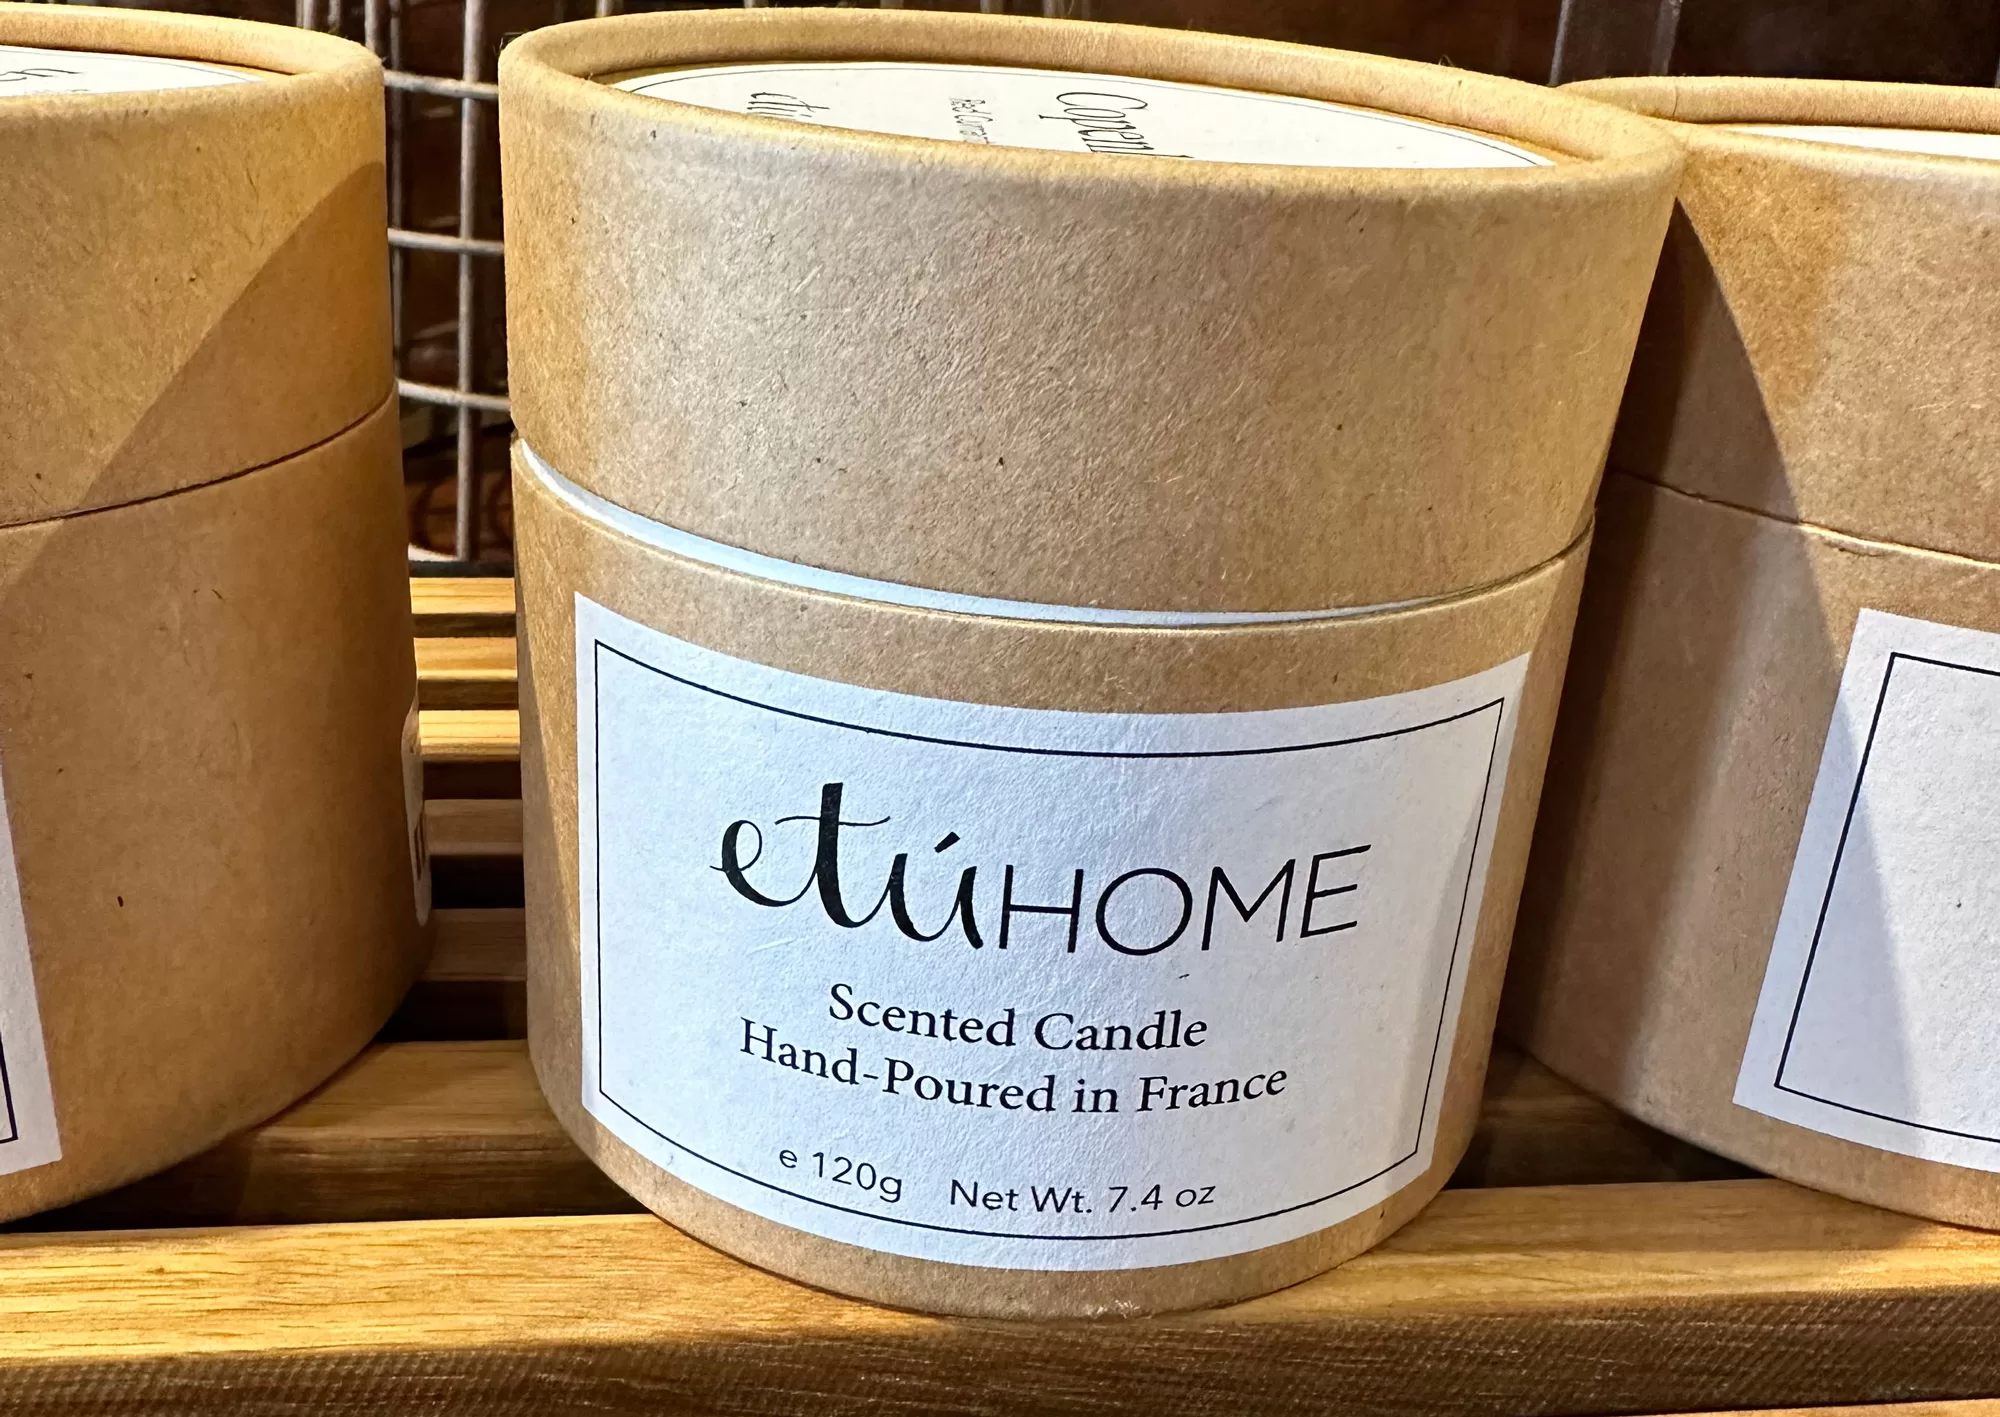 etúHOME
Scented Candle
Hand-Poured in France
e 120g Net Wt. 7.4 oz